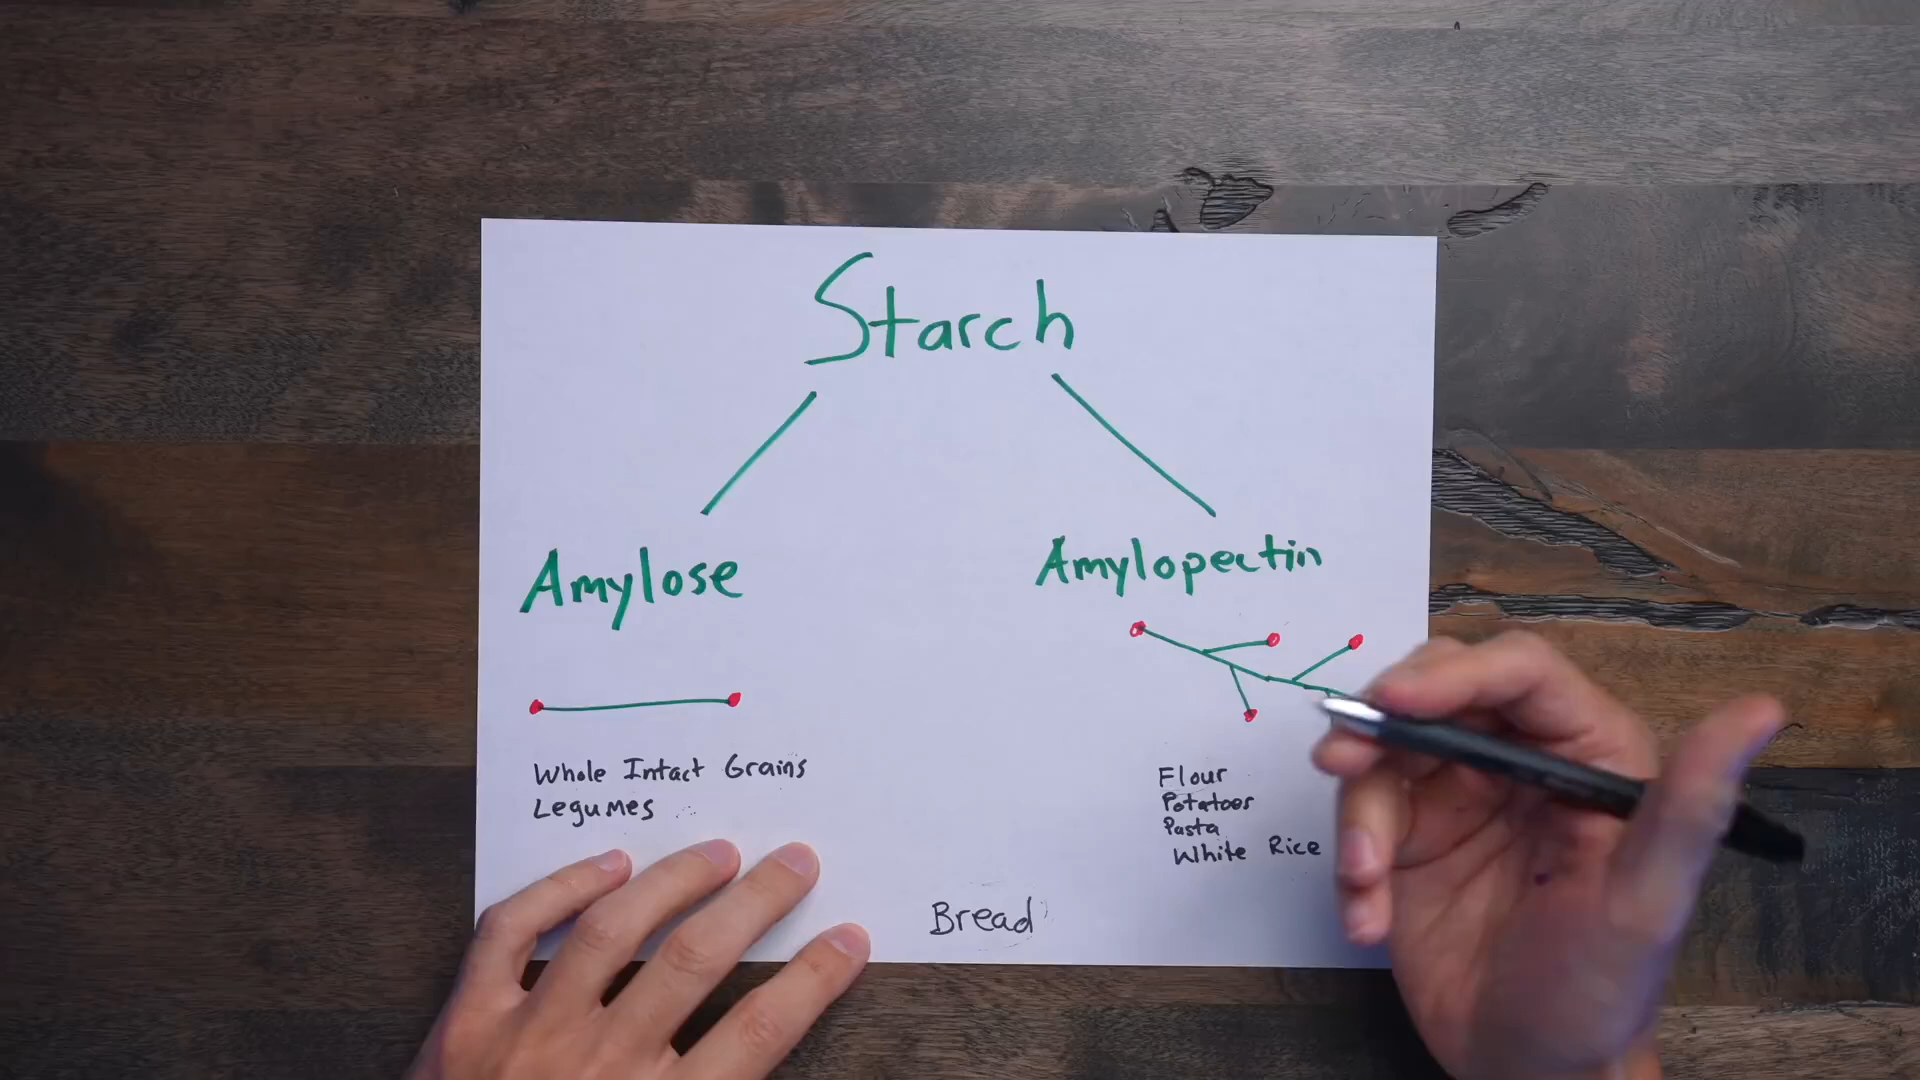 Starch
Amylose
Amylopectin
Whole Intact Grains
Legumes
Flour
Potatoes
Pasta
White Rice
Bread